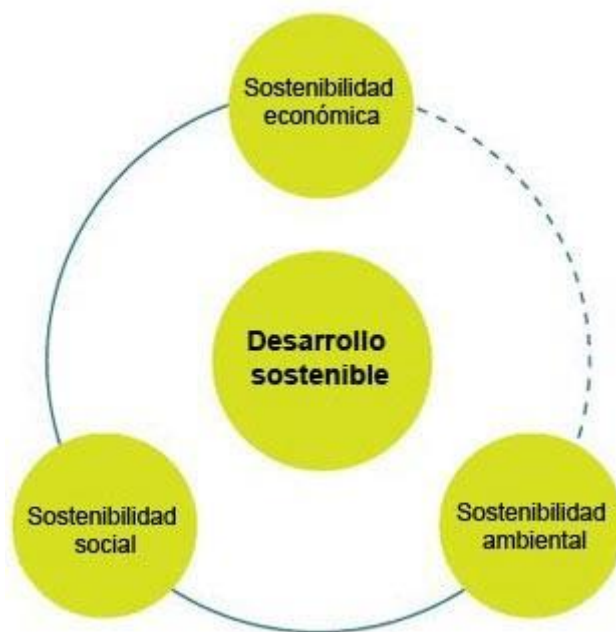 Sostenibilidad
económica
Desarrollo
sostenible
Sostenibilidad
social
Sostenibilidad
ambiental